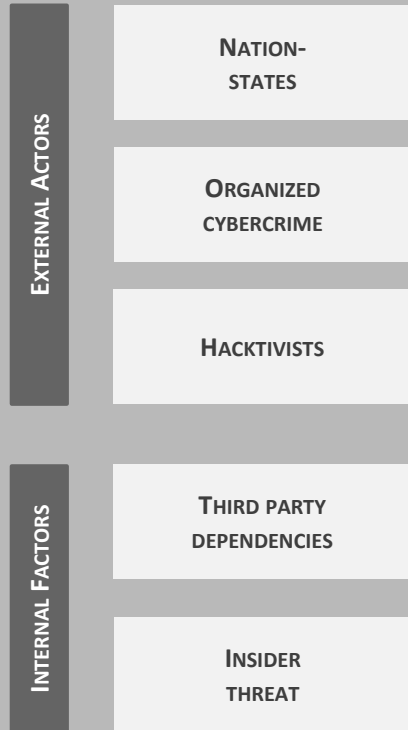 EXTERNAL ACTORS
NATION-
STATES
ORGANIZED
CYBERCRIME
HACKTIVISTS
INTERNAL FACTORS
THIRD PARTY
DEPENDENCIES
INSIDER
THREAT